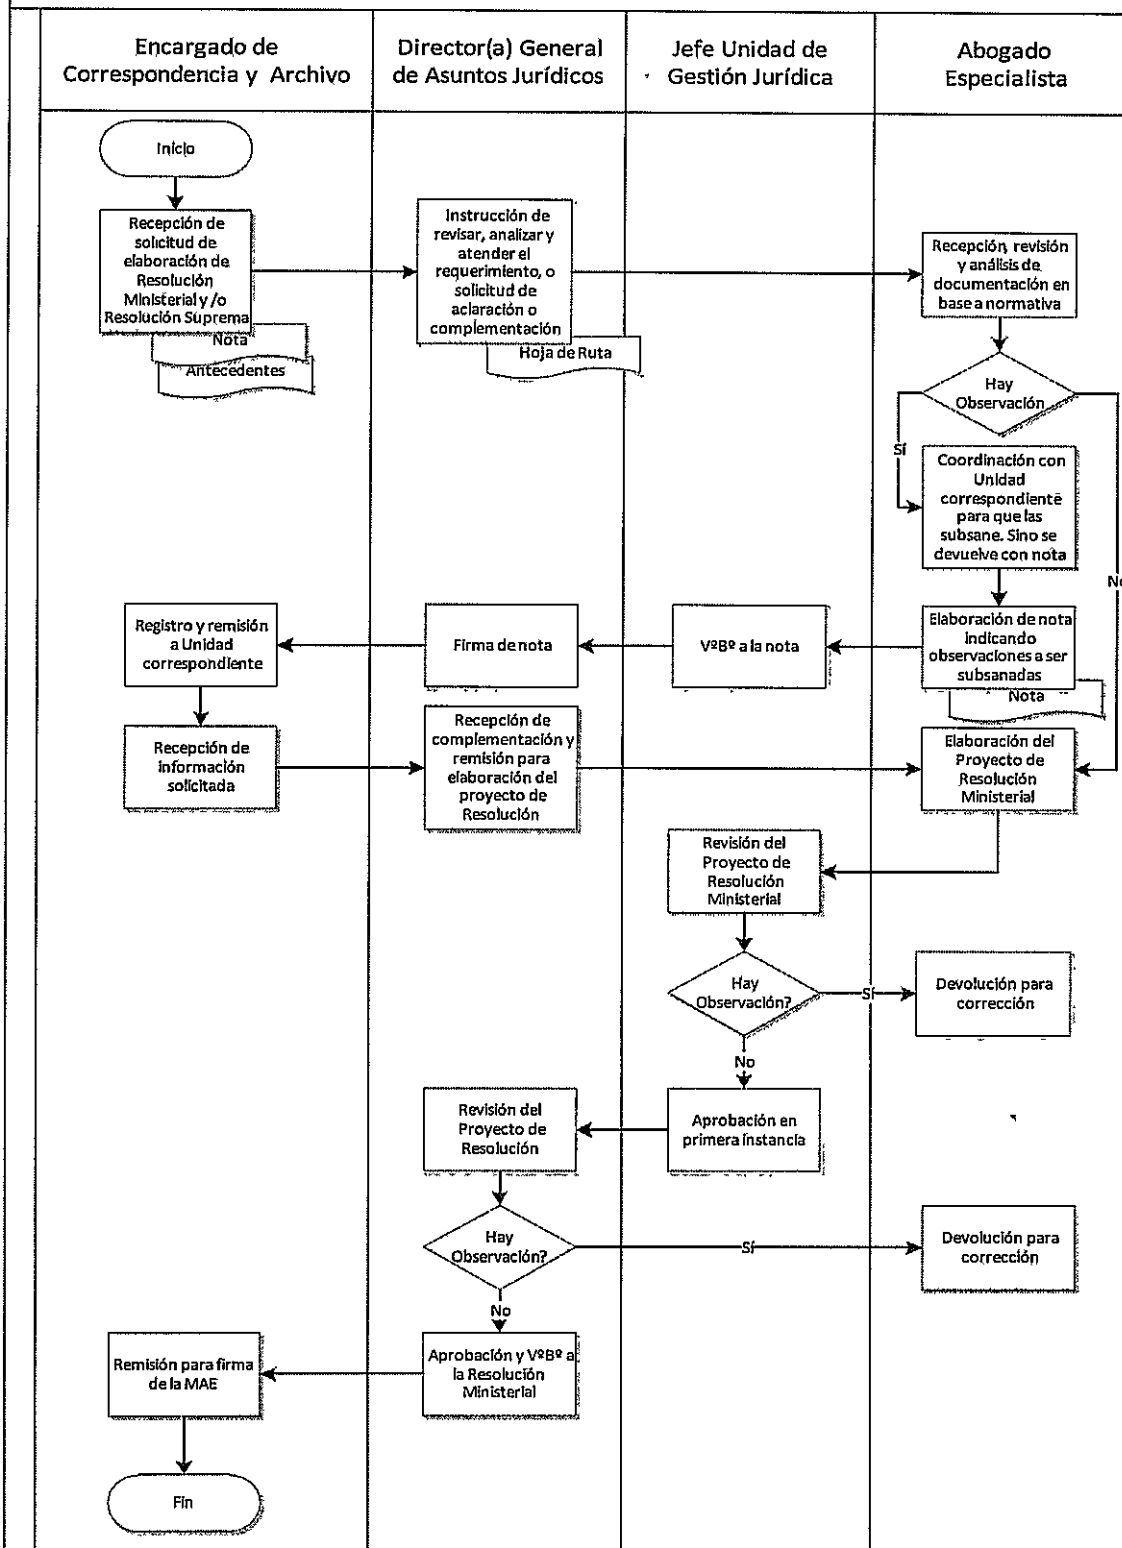 Encargado de
Correspondencia y Archivo
Director(a) General
de Asuntos Jurídicos
Jefe Unidad de
Gestión Jurídica
Abogado
Especialista
Inicio
Recepción de
solicitud de
elaboración de
Resolución
Ministerial y /o
Resolución Suprema
Nota
Antecedentes
Instrucción de
revisar, analizar y
atender el
requerimiento, o
solicitud de
aclaración o
complementación
Hoja de Ruta
Recepción, revisión
y análisis de
documentación en
base a normativa
Hay
Observación
Sí
No
Coordinación con
Unidad
correspondiente
para que las
subsane. Sino se
devuelve con nota
Elaboración de nota
indicando
observaciones a ser
subsanadas
Nota
VºBº a la nota
Firma de nota
Registro y remisión
a Unidad
correspondiente
Recepción de
información
solicitada
Recepción de
complementación y
remisión para
elaboración del
proyecto de
Resolución
Elaboración del
Proyecto de
Resolución
Ministerial
Revisión del
Proyecto de
Resolución
Ministerial
Hay
Observación?
Sí
Devolución para
corrección
No
Aprobación en
primera instancia
Revisión del
Proyecto de
Resolución
Hay
Observación?
Sí
Devolución para
corrección
No
Aprobación y VºBº a
la Resolución
Ministerial
Remisión para firma
de la MAE
Fin